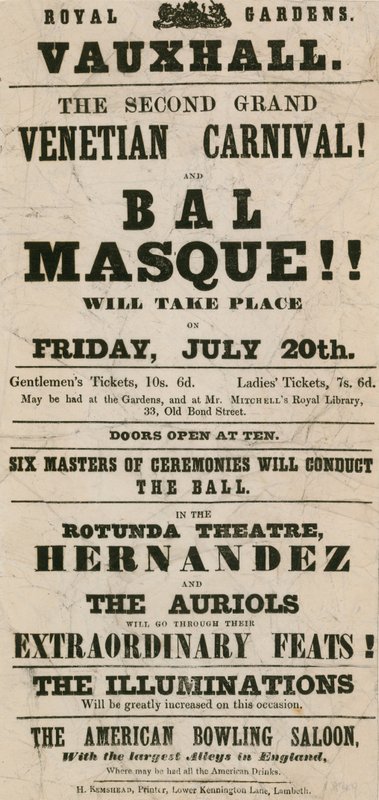 ROYAL GARDENS.
VAUXHALL.
THE SECOND GRAND
VENETIAN CARNIVAL!
AND
BAL
MASQUE!!
WILL TAKE PLACE
ON
FRIDAY, JULY 20th.
Gentlemen's Tickets, 10s. 6d. Ladies' Tickets, 7s. 6d.
May be had at the Gardens, and at Mr. MITCHELL'S Royal Library,
33, Old Bond Street.
DOORS OPEN AT TEN.
SIX MASTERS OF CEREMONIES WILL CONDUCT
THE BALL.
IN THE
ROTUNDA THEATRE,
HERNANDEZ
AND
THE AURIOLS
WILL GO THROUGH THEIR
EXTRAORDINARY FEATS!
THE ILLUMINATIONS
Will be greatly increased on this occasion.
THE AMERICAN BOWLING SALOON,
With the largest Alleys in England,
Where may be had all the American Drinks.
H. KEMSHEAD, Printer, Lower Kennington Lane, Lambeth.